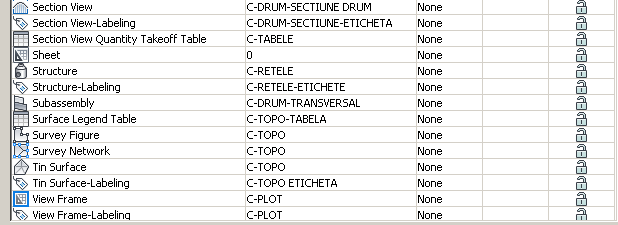 Section View C-DRUM-SECTIUNE DRUM None
Section View-Labeling C-DRUM-SECTIUNE-ETICHETA None
Section View Quantity Takeoff Table C-TABELE None
Sheet 0 None
Structure C-RETELE None
Structure-Labeling C-RETELE-ETICHETE None
Subassembly C-DRUM-TRANSVERSAL None
Surface Legend Table C-TOPO-TABELA None
Survey Figure C-TOPO None
Survey Network C-TOPO None
Tin Surface C-TOPO None
Tin Surface-Labeling C-TOPO ETICHETA None
View Frame C-PLOT None
View Frame-Labeling C-PLOT None